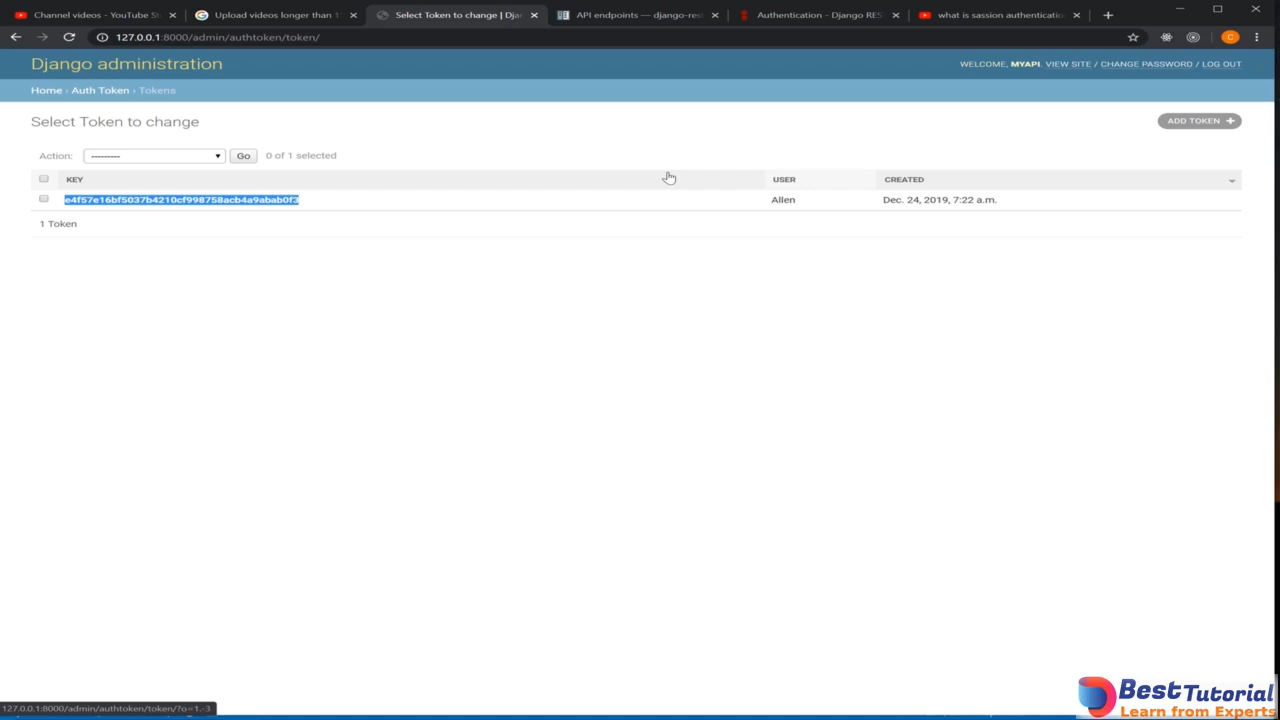 Channel videos - YouTube St
Upload videos longer than 1
Select Token to change | Dja
API endpoints — django-res
Authentication - Django RES
what is sassion authenticatio
127.0.0.1:8000/admin/authtoken/token/
C
Django administration
WELCOME, MYAPI. VIEW SITE / CHANGE PASSWORD / LOG OUT
Home › Auth Token › Tokens
Select Token to change
ADD TOKEN +
Action: --------- Go 0 of 1 selected
KEY USER CREATED
e4f57e16bf5037b4210cf998758acb4a9abab0f3 Allen Dec. 24, 2019, 7:22 a.m.
1 Token
127.0.0.1:8000/admin/authtoken/token/?o=1.-3
BestTutorial
Learn from Experts